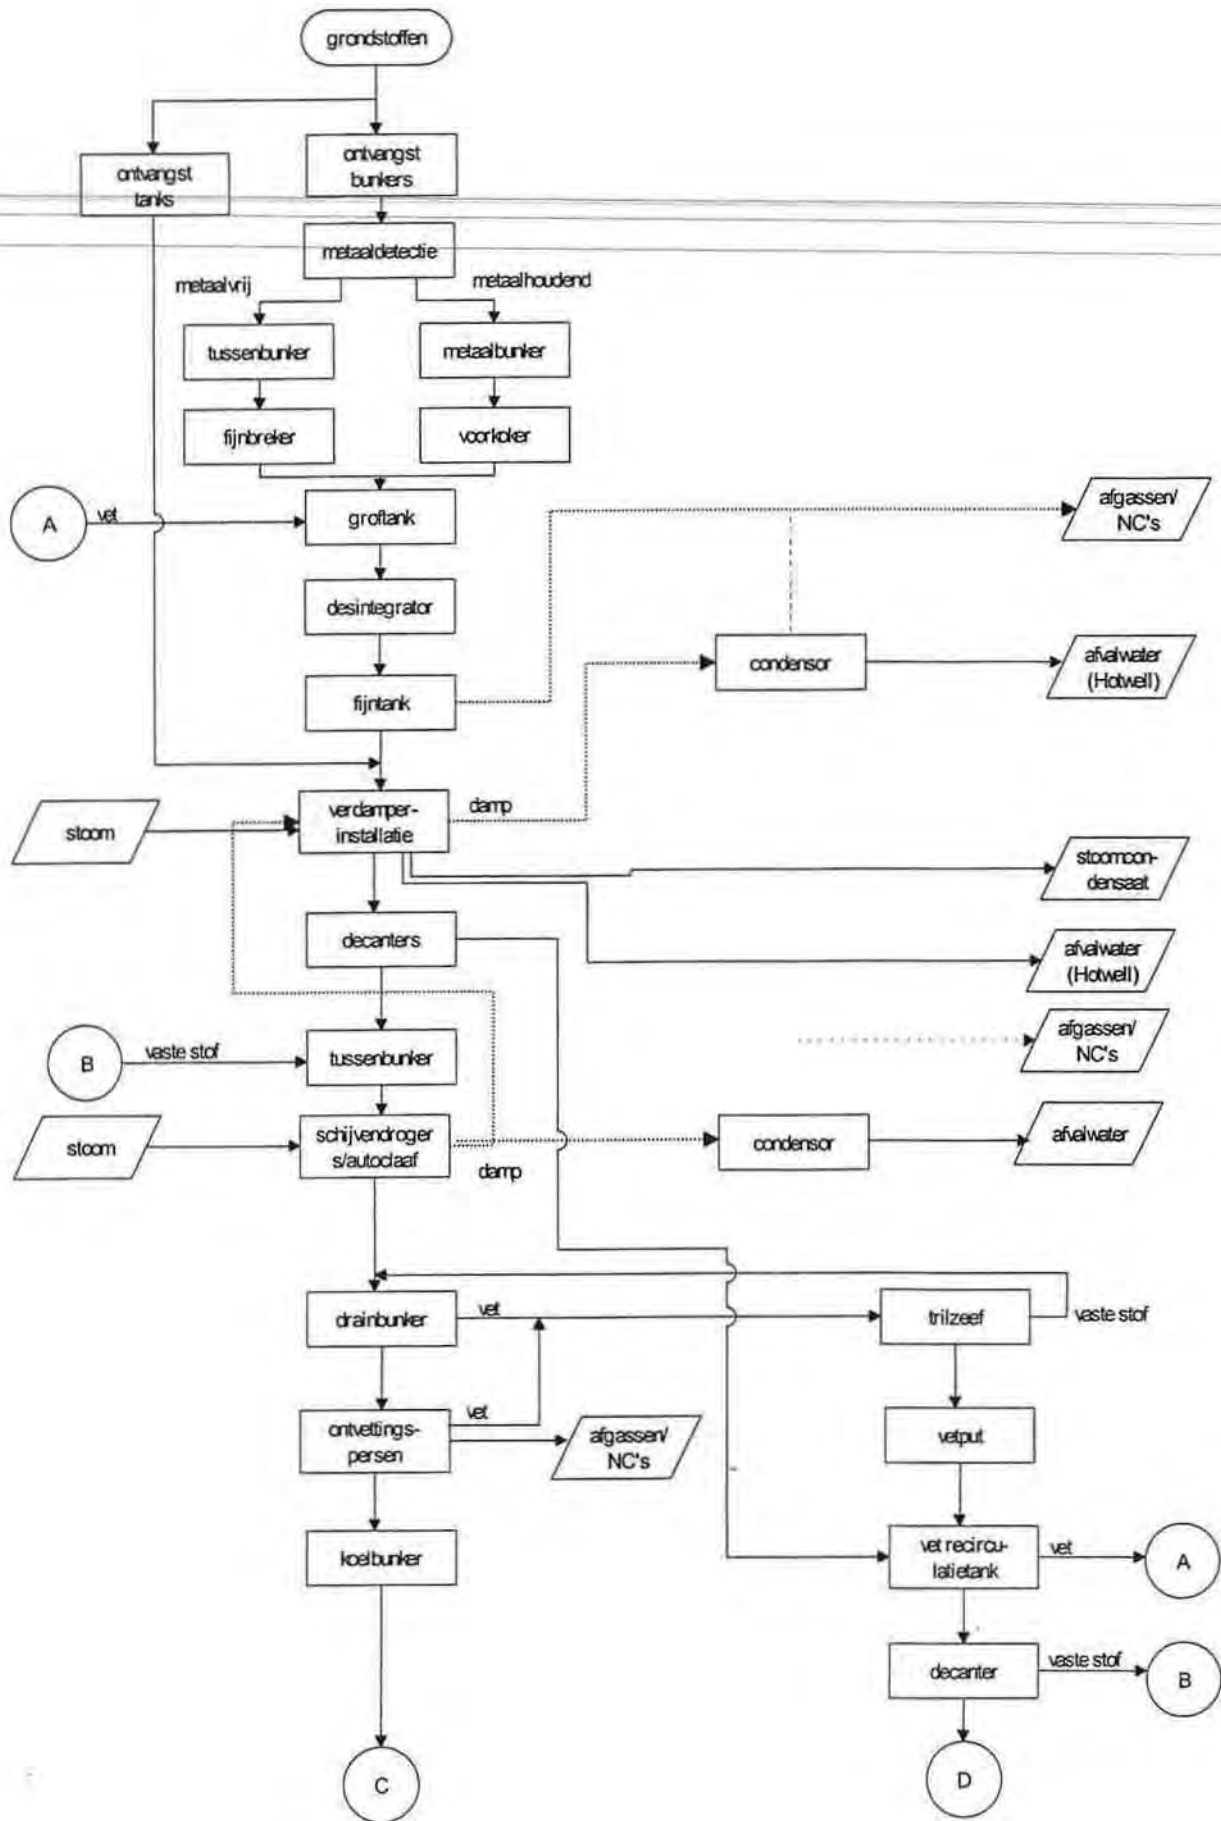 grondstoffen
ontvangst
tanks
ontvangst
bunkers
metaaldetectie
metaalvrij
metaalhoudend
tussenbunker
metaalbunker
fijnbreker
voorkoker
A
vet
groftank
afgassen/
NC's
desintegrator
condensor
afvalwater
(Hotwell)
fijntank
stoom
verdamper-
installatie
damp
stoomcon-
densaat
decanters
afvalwater
(Hotwell)
afgassen/
NC's
B
vaste stof
tussenbunker
stoom
schijvendroger
s/autoclaaf
damp
condensor
afvalwater
drainbunker
vet
trilzeef
vaste stof
ontvettings-
persen
vet
afgassen/
NC's
vetput
koelbunker
vet recircu-
latietank
vet
A
decanter
vaste stof
B
C
D